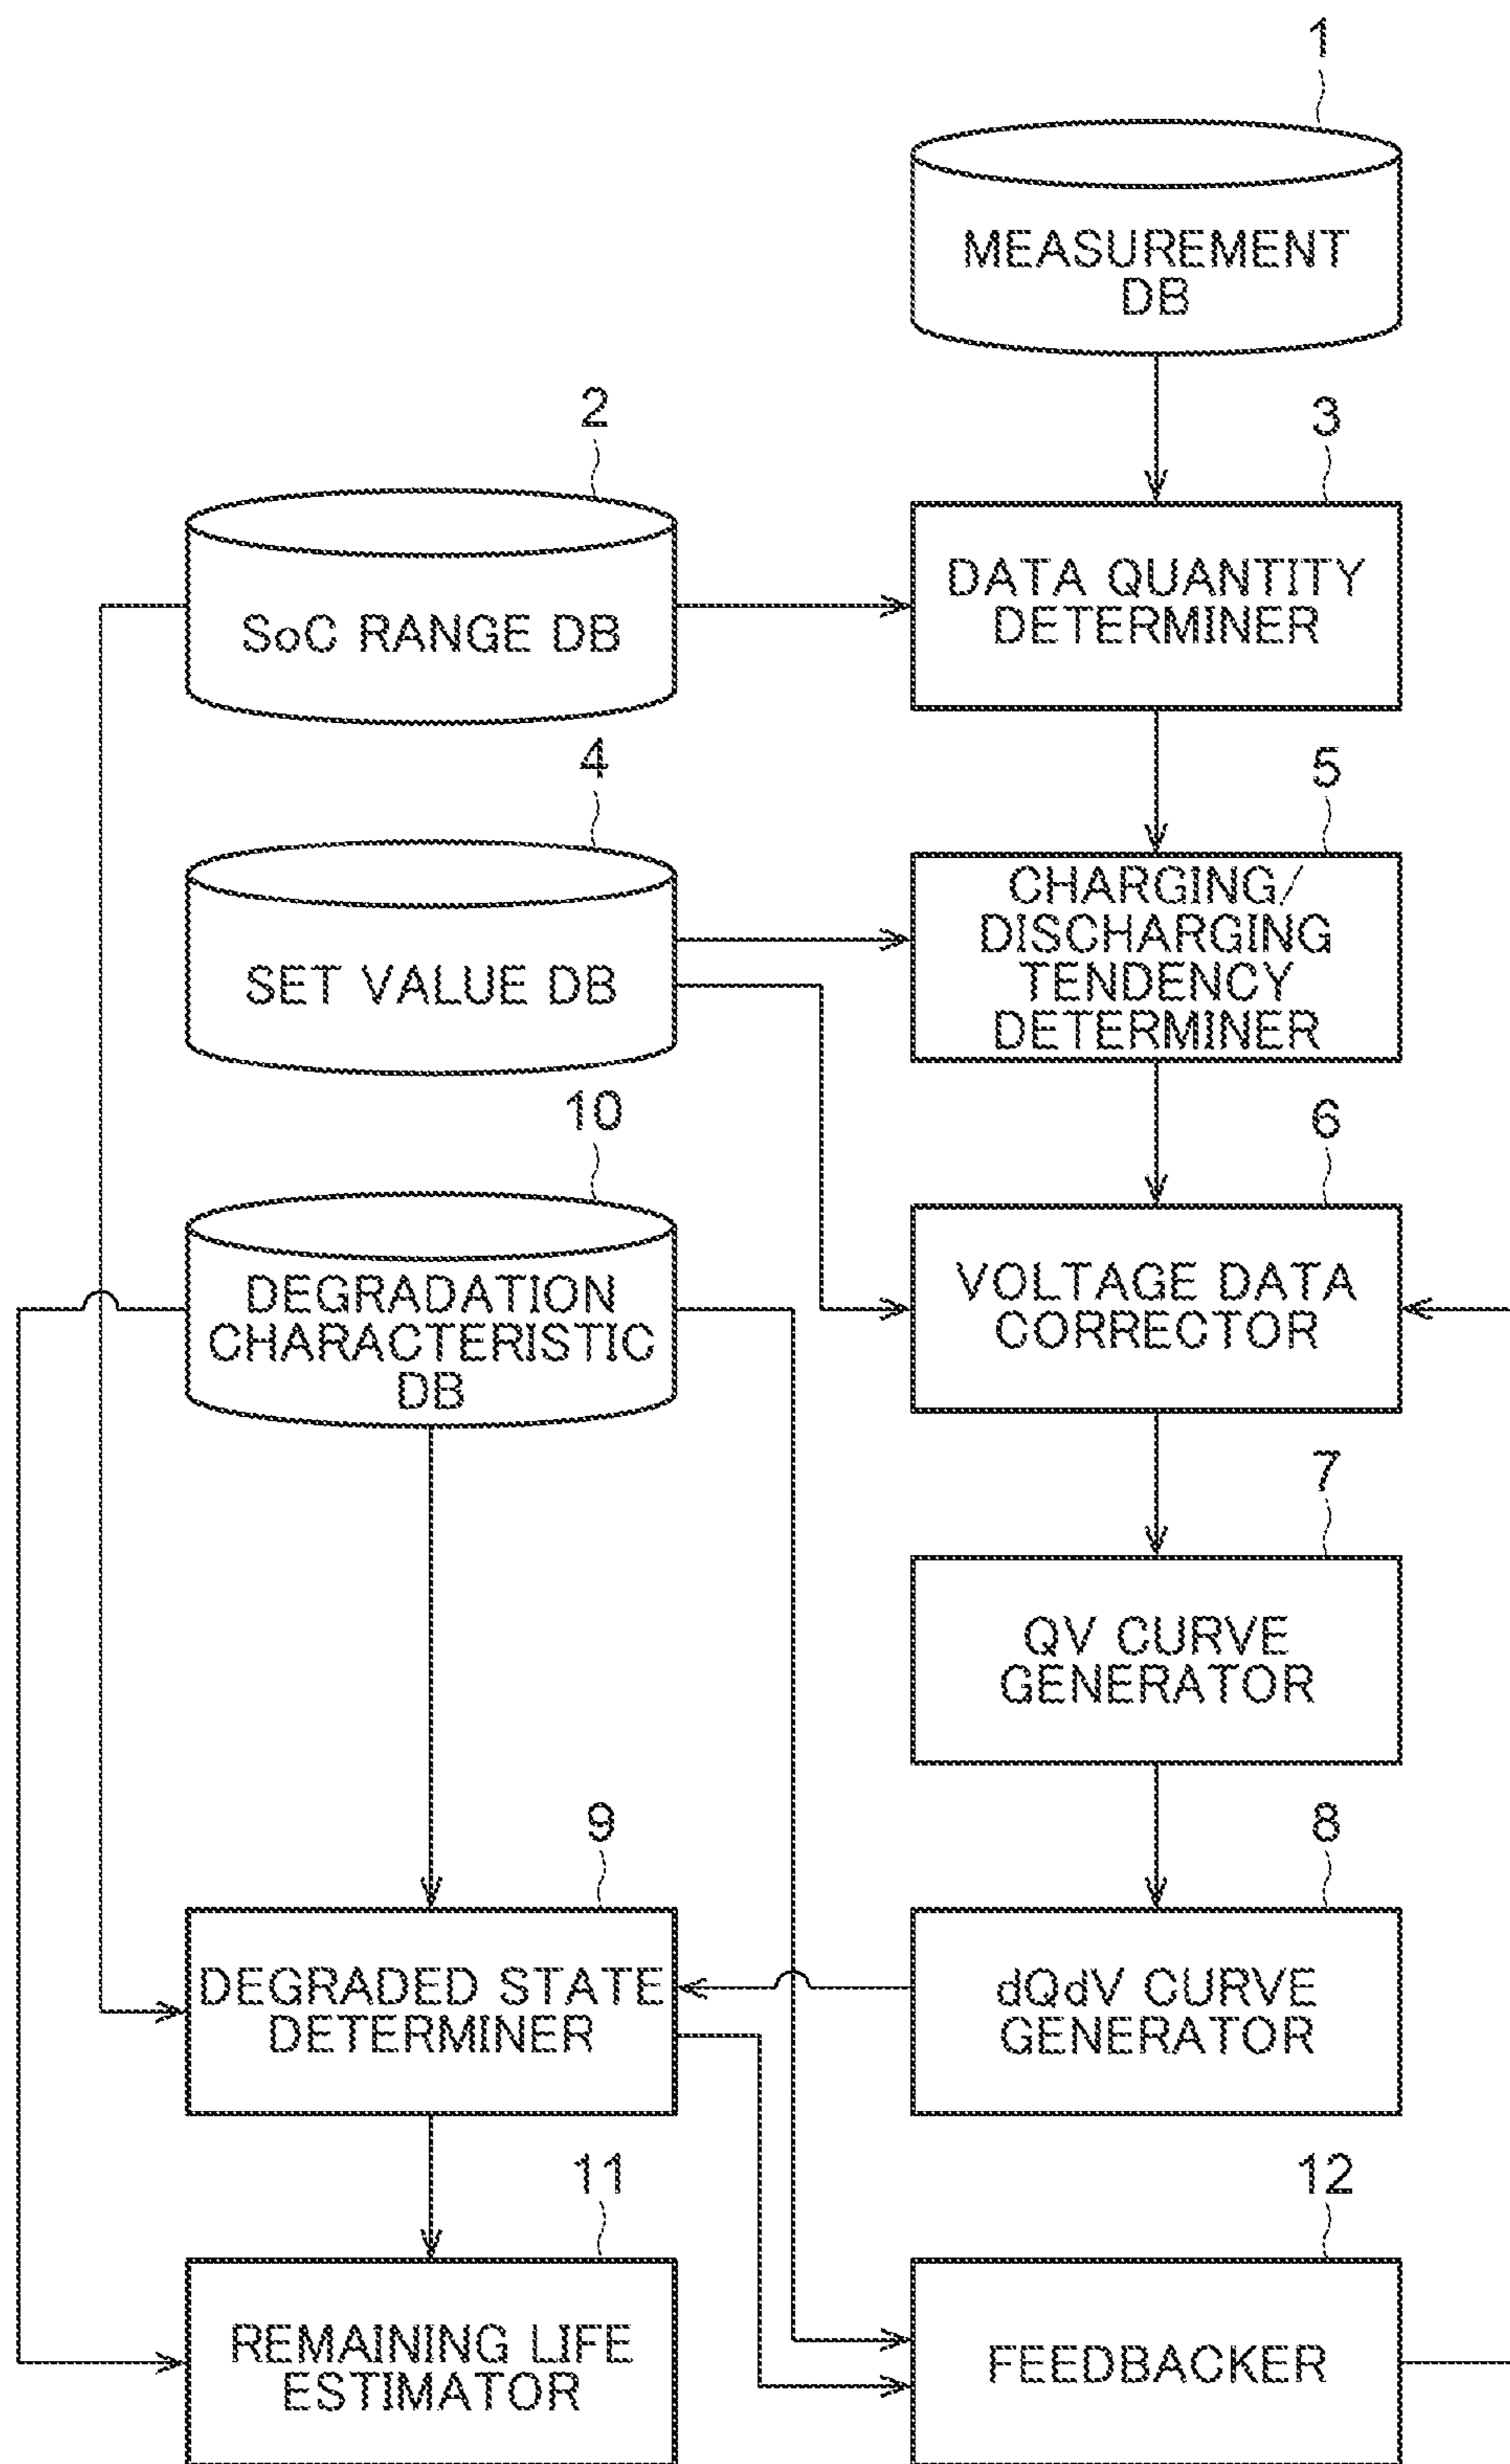 1
MEASUREMENT
DB
2
SoC RANGE DB
3
DATA QUANTITY
DETERMINER
4
SET VALUE DB
5
CHARGING/
DISCHARGING
TENDENCY
DETERMINER
10
DEGRADATION
CHARACTERISTIC
DB
6
VOLTAGE DATA
CORRECTOR
7
QV CURVE
GENERATOR
9
DEGRADED STATE
DETERMINER
8
dQdV CURVE
GENERATOR
11
REMAINING LIFE
ESTIMATOR
12
FEEDBACKER